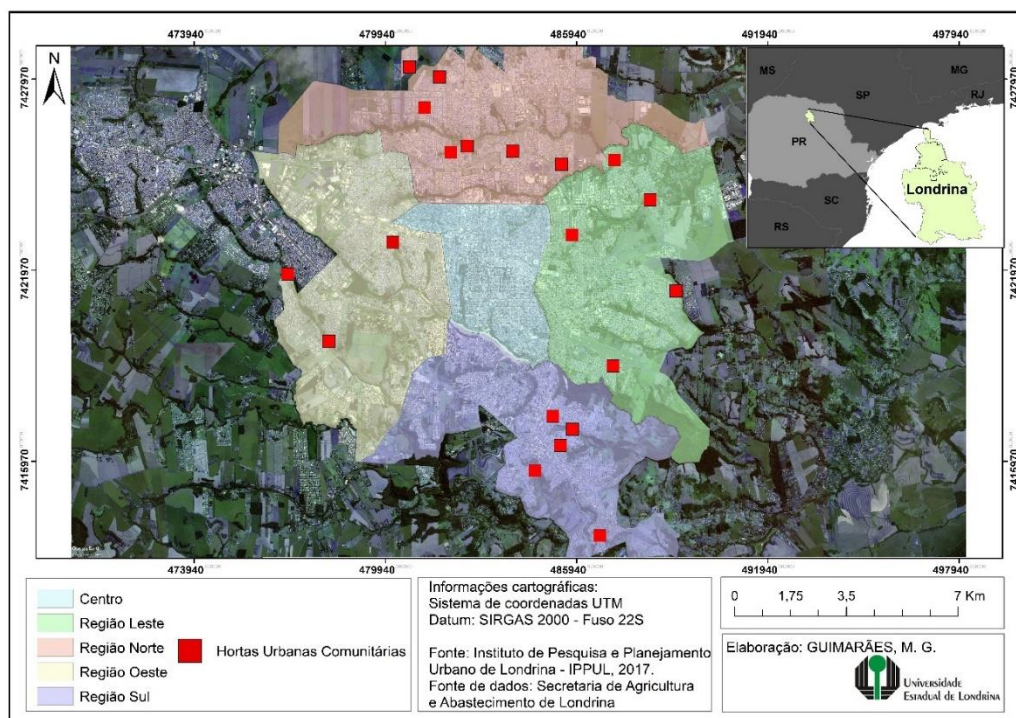 473940
479940
485940
491940
497940
N
7427970
7427970
MS
MG
SP
RJ
PR
Londrina
SC
RS
7421970
7421970
7415970
7415970
473940
479940
485940
491940
497940
Centro
Região Leste
Região Norte
Região Oeste
Região Sul
Hortas Urbanas Comunitárias
Informações cartográficas:
Sistema de coordenadas UTM
Datum: SIRGAS 2000 - Fuso 22S
Fonte: Instituto de Pesquisa e Planejamento
Urbano de Londrina - IPPUL, 2017.
Fonte de dados: Secretaria de Agricultura
e Abastecimento de Londrina
0 1,75 3,5 7 Km
Elaboração: GUIMARÃES, M. G.
Universidade
Estadual de Londrina